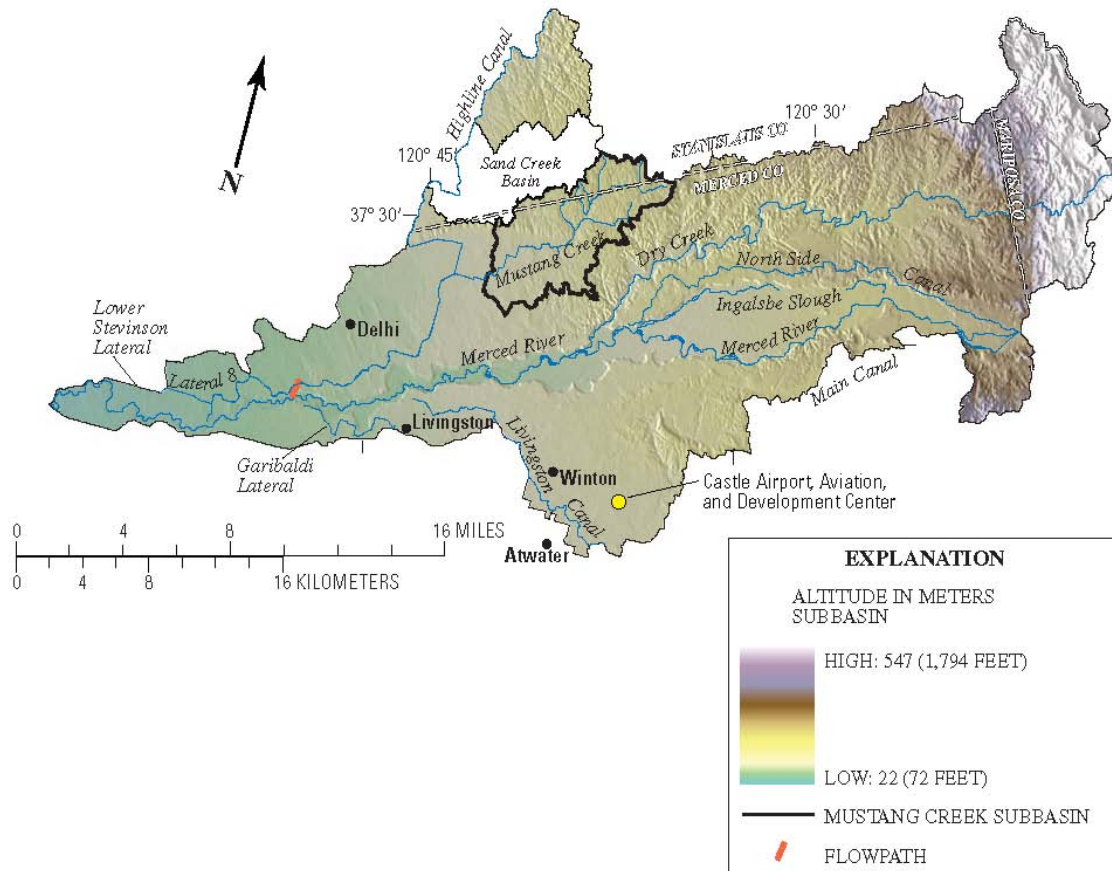 Highline Canal
120° 45′
Sand Creek
Basin
STANISLAUS CO
MERCED CO
120° 30′
MARIPOSA CO
N
37° 30′
Mustang Creek
Dry Creek
North Side
Canal
Ingalsbe Slough
Merced River
Merced River
Main Canal
Lower
Stevinson
Lateral
Delhi
Lateral 8
Livingston
Garibaldi
Lateral
Livingston Canal
Winton
Castle Airport, Aviation,
and Development Center
Atwater
0 4 8 16 MILES
0 4 8 16 KILOMETERS
EXPLANATION
ALTITUDE IN METERS
SUBBASIN
HIGH: 547 (1,794 FEET)
LOW: 22 (72 FEET)
MUSTANG CREEK SUBBASIN
FLOWPATH